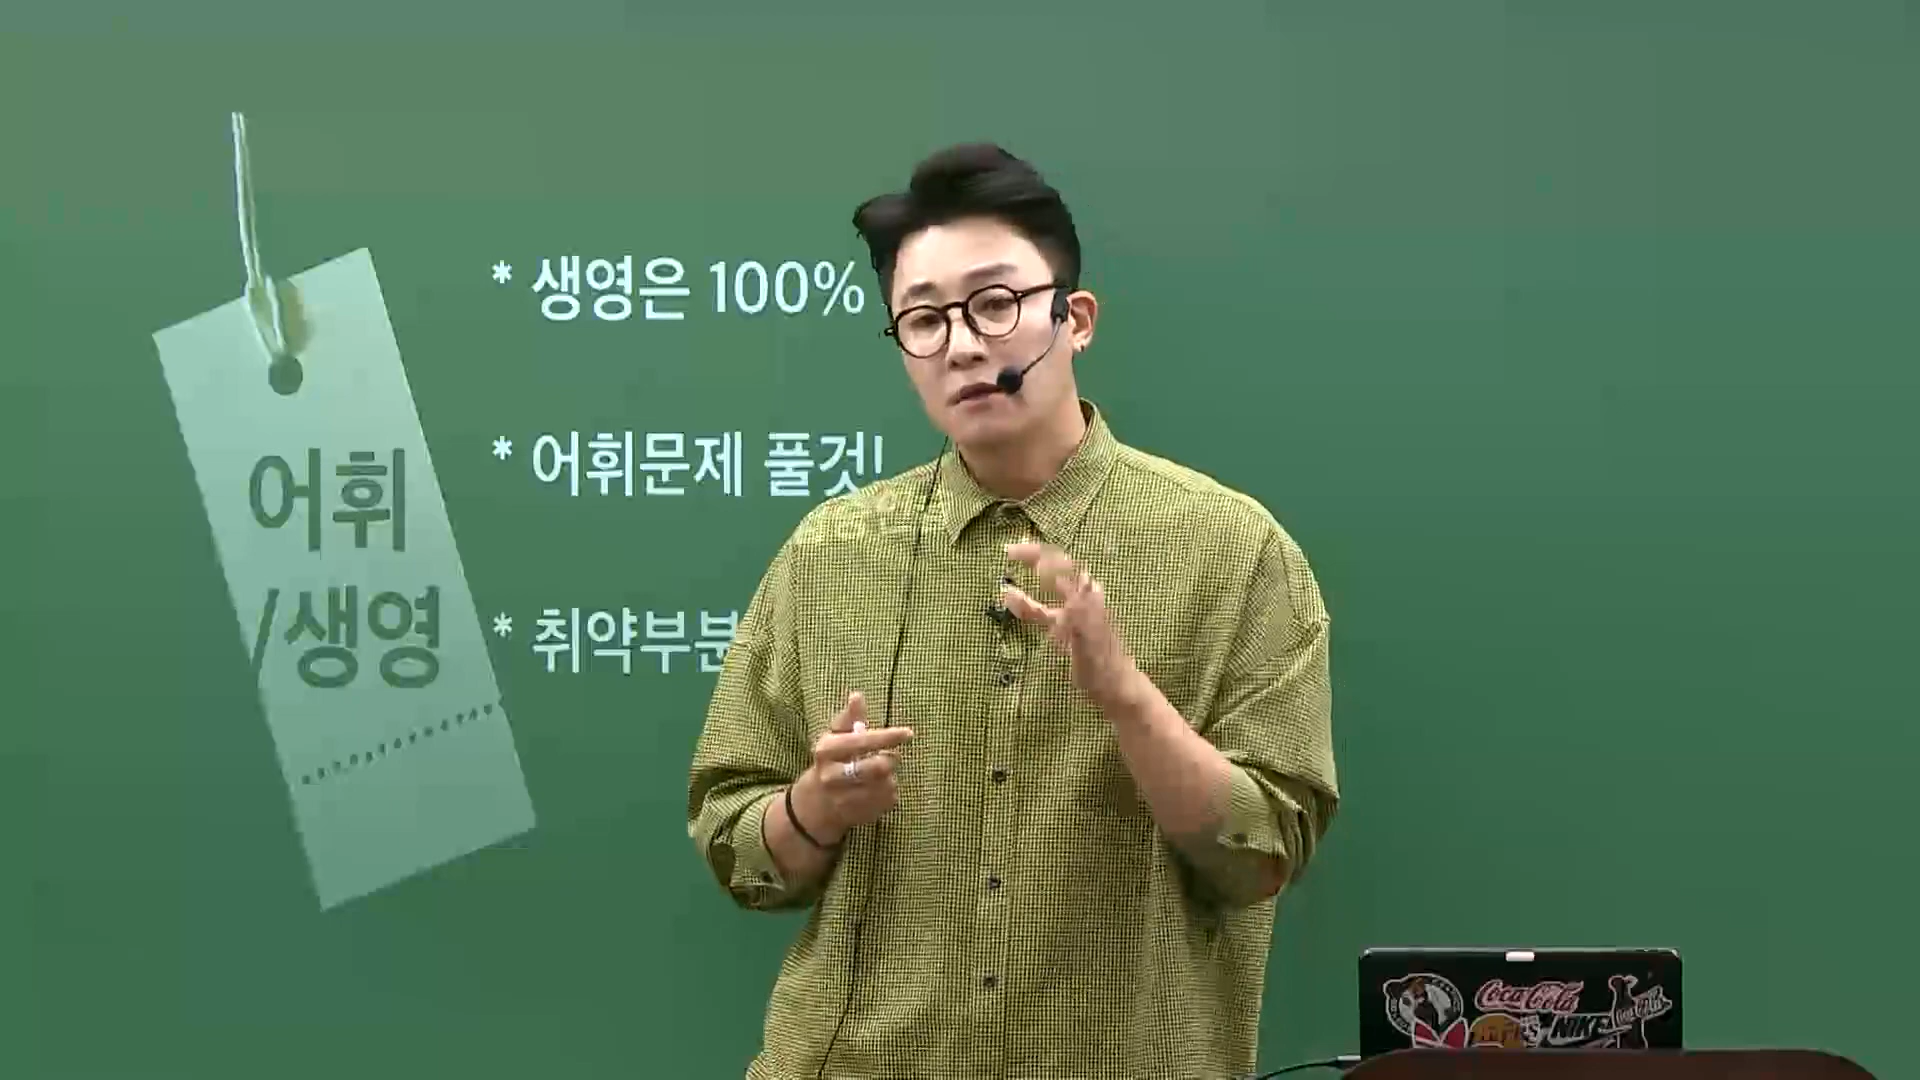 어휘
/생영
* 생영은 100%
* 어휘문제 풀것!
* 취약부분
Coca-Cola
NIKE